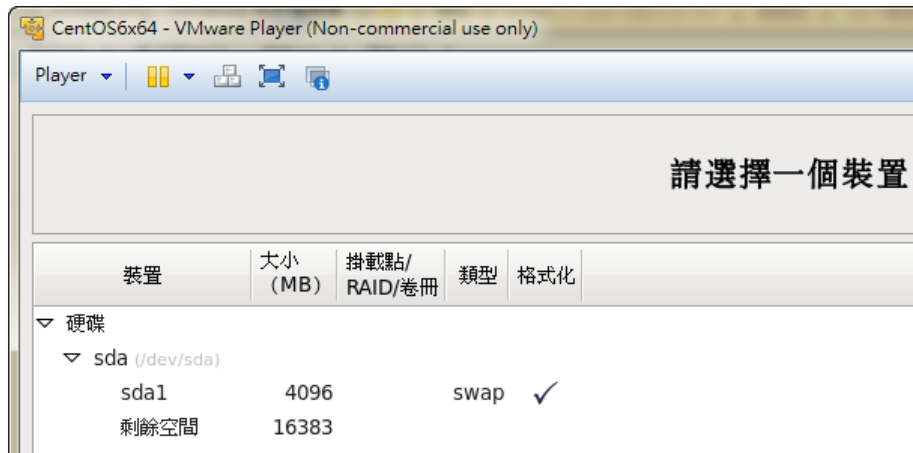 CentOS6x64 - VMware Player (Non-commercial use only)
Player
請選擇一個裝置
裝置 大小（MB） 掛載點/RAID/卷冊 類型 格式化
硬碟
sda (/dev/sda)
sda1 4096 swap
剩餘空間 16383